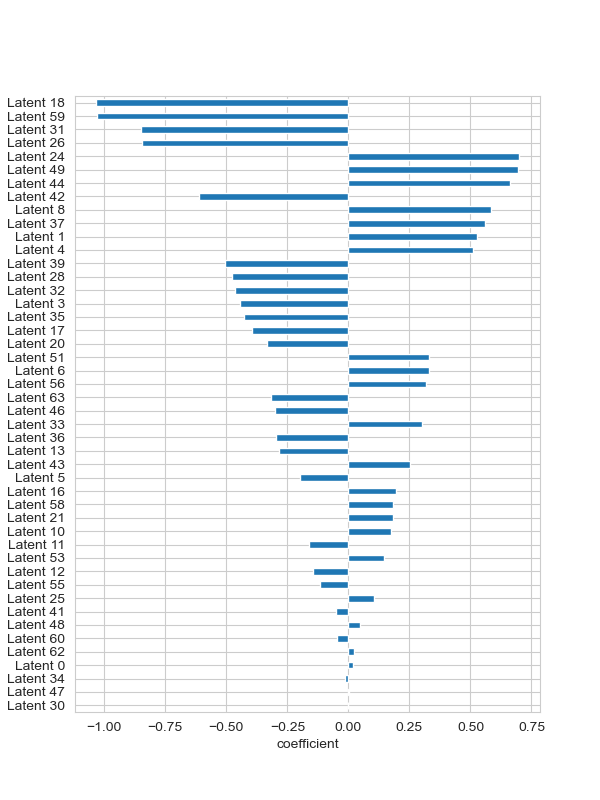 Latent 18
Latent 59
Latent 31
Latent 26
Latent 24
Latent 49
Latent 44
Latent 42
Latent 8
Latent 37
Latent 1
Latent 4
Latent 39
Latent 28
Latent 32
Latent 3
Latent 35
Latent 17
Latent 20
Latent 51
Latent 6
Latent 56
Latent 63
Latent 46
Latent 33
Latent 36
Latent 13
Latent 43
Latent 5
Latent 16
Latent 58
Latent 21
Latent 10
Latent 11
Latent 53
Latent 12
Latent 55
Latent 25
Latent 41
Latent 48
Latent 60
Latent 62
Latent 0
Latent 34
Latent 47
Latent 30
−1.00 −0.75 −0.50 −0.25 0.00 0.25 0.50 0.75
coefficient